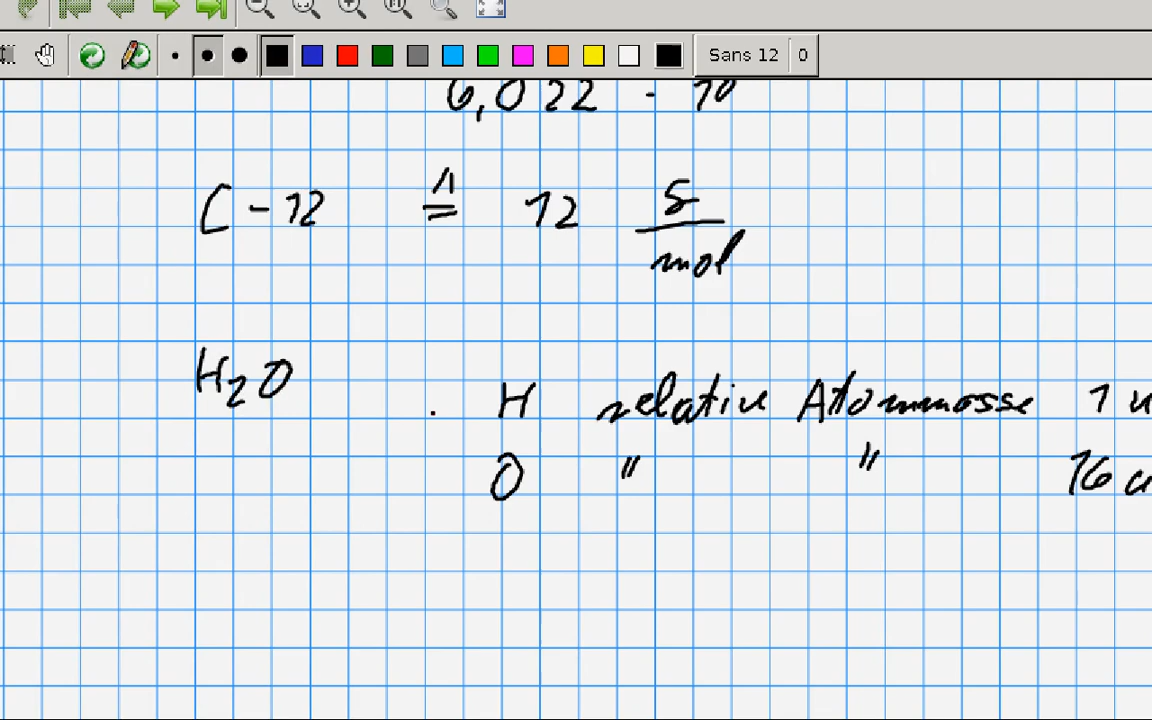 Sans 12 0
6,022 · 10
C-12 ≙ 12 g/mol
H₂O
· H relative Atommasse 1 u
O " " 16 u